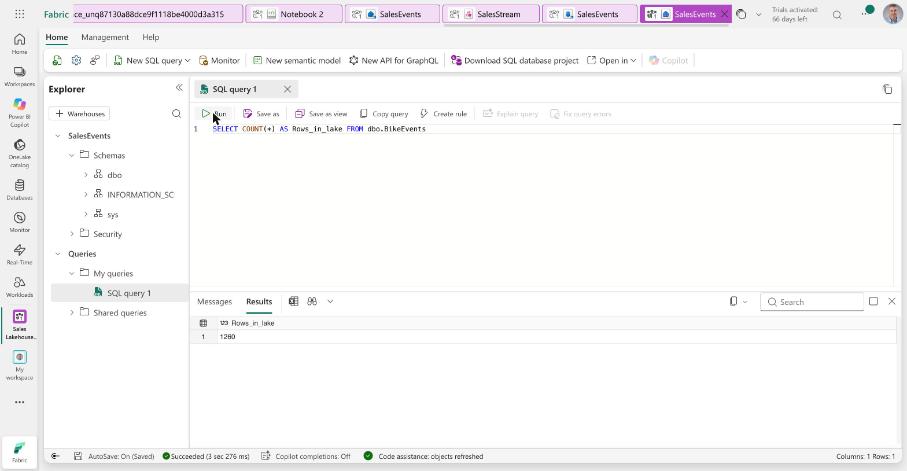 Fabric
ce_unq87130a88dce9f1118be4000d3a315
Notebook 2
SalesEvents
SalesStream
SalesEvents
SalesEvents
Trials activated:
66 days left
Home
Management
Help
New SQL query
Monitor
New semantic model
New API for GraphQL
Download SQL database project
Open in
Copilot
Home
Workspaces
Power BI
Copilot
OneLake
catalog
Databases
Monitor
Real-Time
Workloads
Sales
Lakehouse...
My
workspace
Fabric
Explorer
+ Warehouses
SalesEvents
Schemas
dbo
INFORMATION_SC
sys
Security
Queries
My queries
SQL query 1
Shared queries
SQL query 1
Run
Save as
Save as view
Copy query
Create rule
Explain query
Fix query errors
1 SELECT COUNT(*) AS Rows_in_lake FROM dbo.BikeEvents
Messages
Results
Search
123 Rows_in_lake
1 1260
AutoSave: On (Saved)
Succeeded (3 sec 276 ms)
Copilot completions: Off
Code assistance: objects refreshed
Columns: 1 Rows: 1